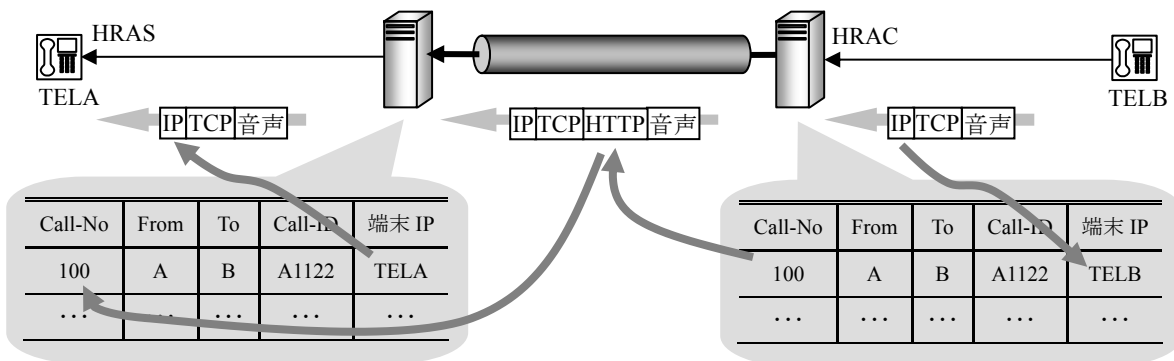 HRAS
HRAC
TELA
TELB
IP TCP 音声
IP TCP HTTP 音声
IP TCP 音声
Call-No From To Call-ID 端末 IP
100 A B A1122 TELA
… … … … …
Call-No From To Call-ID 端末 IP
100 A B A1122 TELB
… … … … …